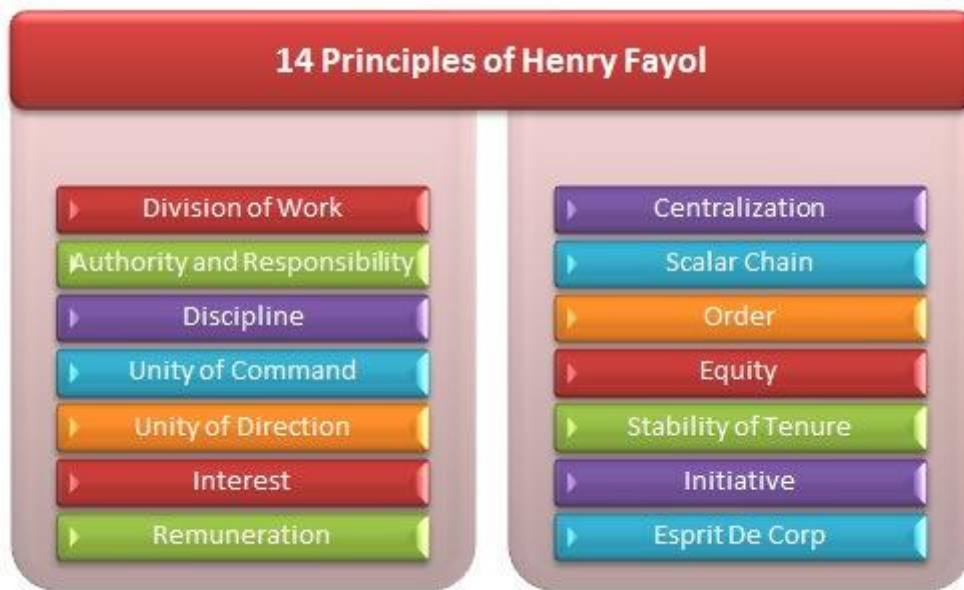 14 Principles of Henry Fayol
Division of Work
Authority and Responsibility
Discipline
Unity of Command
Unity of Direction
Interest
Remuneration
Centralization
Scalar Chain
Order
Equity
Stability of Tenure
Initiative
Esprit De Corp